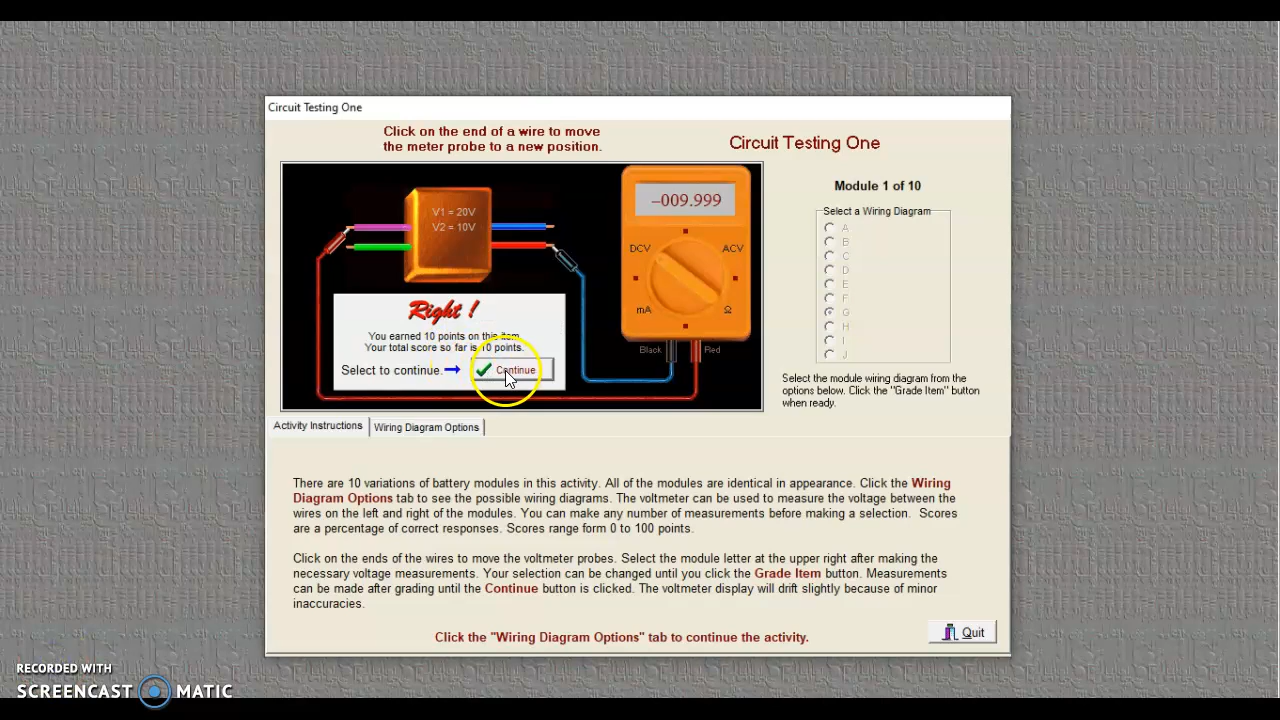 Circuit Testing One
Click on the end of a wire to move
the meter probe to a new position.
Circuit Testing One
V1 = 20V
V2 = 10V
–009.999
DCV
ACV
mA
Ω
Black
Red
Right !
You earned 10 points on this item.
Your total score so far is 10 points.
Select to continue.
Continue
Module 1 of 10
Select a Wiring Diagram
A
B
C
D
E
F
G
H
I
J
Select the module wiring diagram from the
options below. Click the "Grade Item" button
when ready.
Activity Instructions
Wiring Diagram Options
There are 10 variations of battery modules in this activity. All of the modules are identical in appearance. Click the Wiring
Diagram Options tab to see the possible wiring diagrams. The voltmeter can be used to measure the voltage between the
wires on the left and right of the modules. You can make any number of measurements before making a selection. Scores
are a percentage of correct responses. Scores range form 0 to 100 points.
Click on the ends of the wires to move the voltmeter probes. Select the module letter at the upper right after making the
necessary voltage measurements. Your selection can be changed until you click the Grade Item button. Measurements
can be made after grading until the Continue button is clicked. The voltmeter display will drift slightly because of minor
inaccuracies.
Click the "Wiring Diagram Options" tab to continue the activity.
Quit
RECORDED WITH
SCREENCAST MATIC